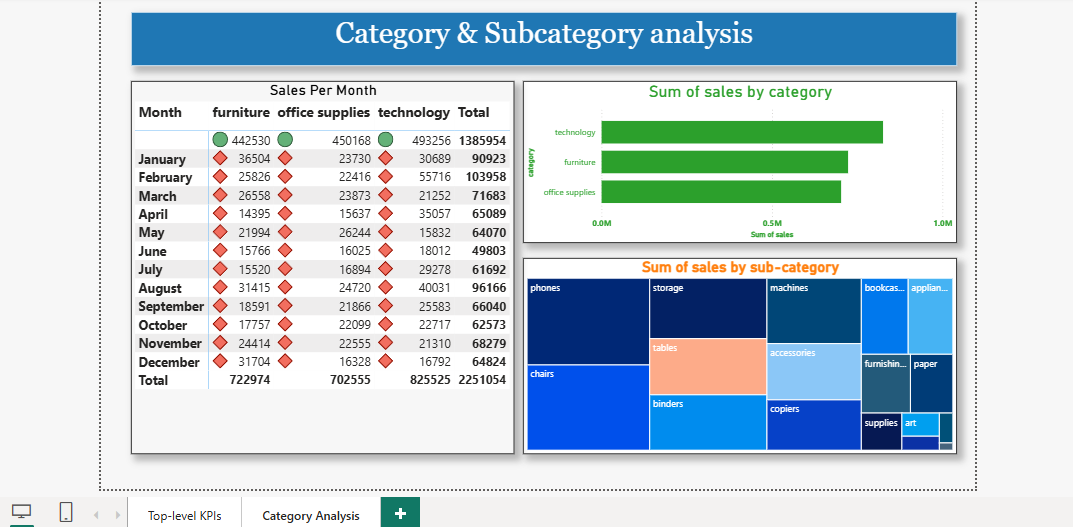 Category & Subcategory analysis
Sales Per Month
Month furniture office supplies technology Total
442530 450168 493256 1385954
January 36504 23730 30689 90923
February 25826 22416 55716 103958
March 26558 23873 21252 71683
April 14395 15637 35057 65089
May 21994 26244 15832 64070
June 15766 16025 18012 49803
July 15520 16894 29278 61692
August 31415 24720 40031 96166
September 18591 21866 25583 66040
October 17757 22099 22717 62573
November 24414 22555 21310 68279
December 31704 16328 16792 64824
Total 722974 702555 825525 2251054
Sum of sales by category
category
technology
furniture
office supplies
0.0M 0.5M 1.0M
Sum of sales
Sum of sales by sub-category
phones storage machines bookcas... applian...
tables accessories
chairs furnishin... paper
binders copiers
supplies art
Top-level KPIs Category Analysis +